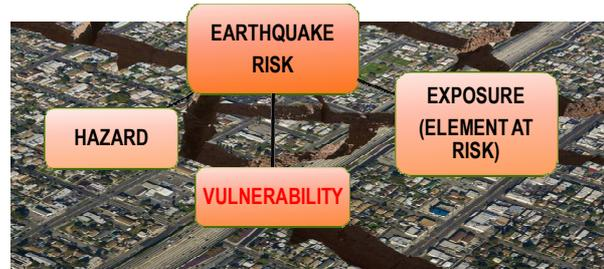 EARTHQUAKE
RISK
HAZARD
EXPOSURE
(ELEMENT AT
RISK)
VULNERABILITY